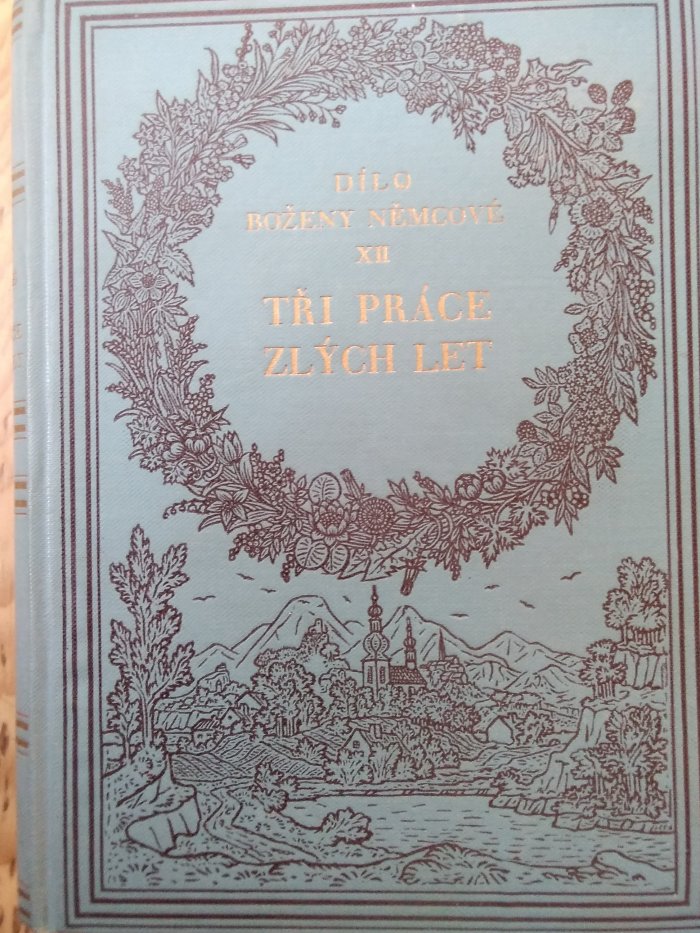 DÍLO
BOŽENY NĚMCOVÉ
XII
TŘI PRÁCE
ZLÝCH LET